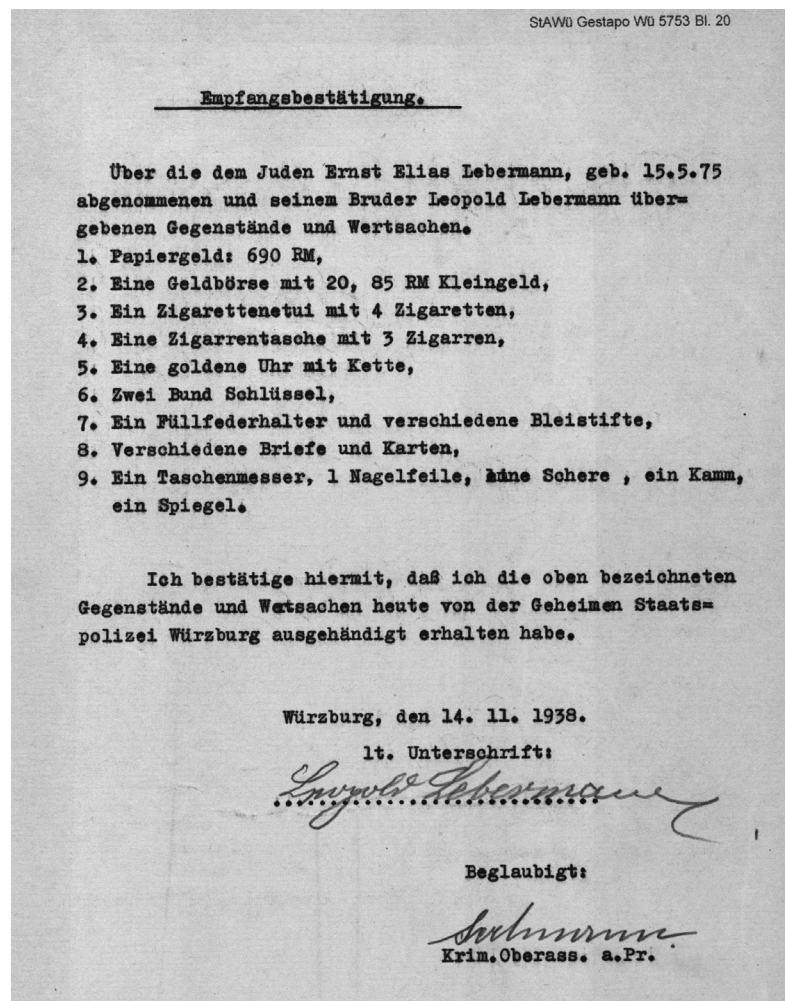 StAWü Gestapo Wü 5753 Bl. 20
Empfangsbestätigung.
Über die dem Juden Ernst Elias Lebermann, geb. 15.5.75
abgenommenen und seinem Bruder Leopold Lebermann über=
gebenen Gegenstände und Wertsachen.
1. Papiergeld: 690 RM,
2. Eine Geldbörse mit 20, 85 RM Kleingeld,
3. Ein Zigarettenetui mit 4 Zigaretten,
4. Eine Zigarrentasche mit 3 Zigarren,
5. Eine goldene Uhr mit Kette,
6. Zwei Bund Schlüssel,
7. Ein Füllfederhalter und verschiedene Bleistifte,
8. Verschiedene Briefe und Karten,
9. Ein Taschenmesser, 1 Nagelfeile, eine Schere , ein Kamm,
ein Spiegel.
Ich bestätige hiermit, daß ich die oben bezeichneten
Gegenstände und Wetsachen heute von der Geheimen Staats=
polizei Würzburg ausgehändigt erhalten habe.
Würzburg, den 14. 11. 1938.
lt. Unterschrift:
Leopold Lebermann
Beglaubigt:
Krim.Oberass. a.Pr.